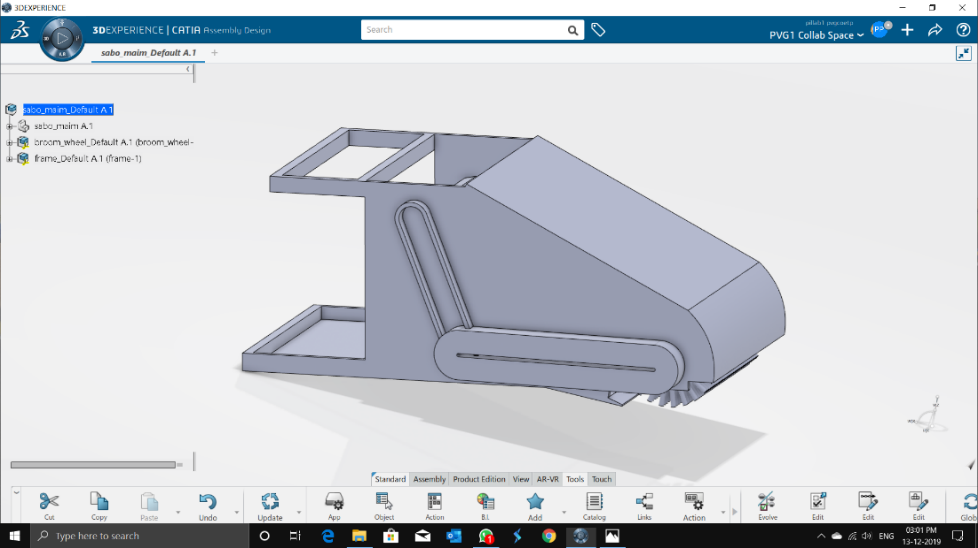 3DEXPERIENCE
3DEXPERIENCE | CATIA Assembly Design
Search
PVG1 Collab Space
sabo_maim_Default A.1
sabo_maim_Default A.1
sabo_maim A.1
broom_wheel_Default A.1 (broom_wheel-
frame_Default A.1 (frame-1)
Standard Assembly Product Edition View AR-VR Tools Touch
Cut Copy Paste Undo Update App Object Action B.I. Add Catalog Links Action Evolve Edit Edit Edit Glob
Type here to search
ENG
03:01 PM
13-12-2019